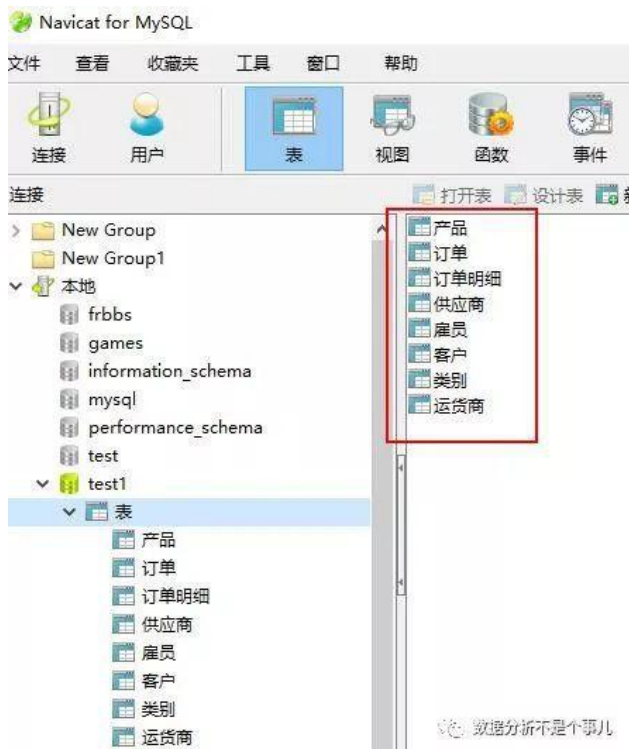 Navicat for MySQL
文件 查看 收藏夹 工具 窗口 帮助
连接 用户 表 视图 函数 事件
连接 打开表 设计表
New Group
New Group1
本地
frbbs
games
information_schema
mysql
performance_schema
test
test1
表
产品
订单
订单明细
供应商
雇员
客户
类别
运货商
产品
订单
订单明细
供应商
雇员
客户
类别
运货商
数据分析不是个事儿